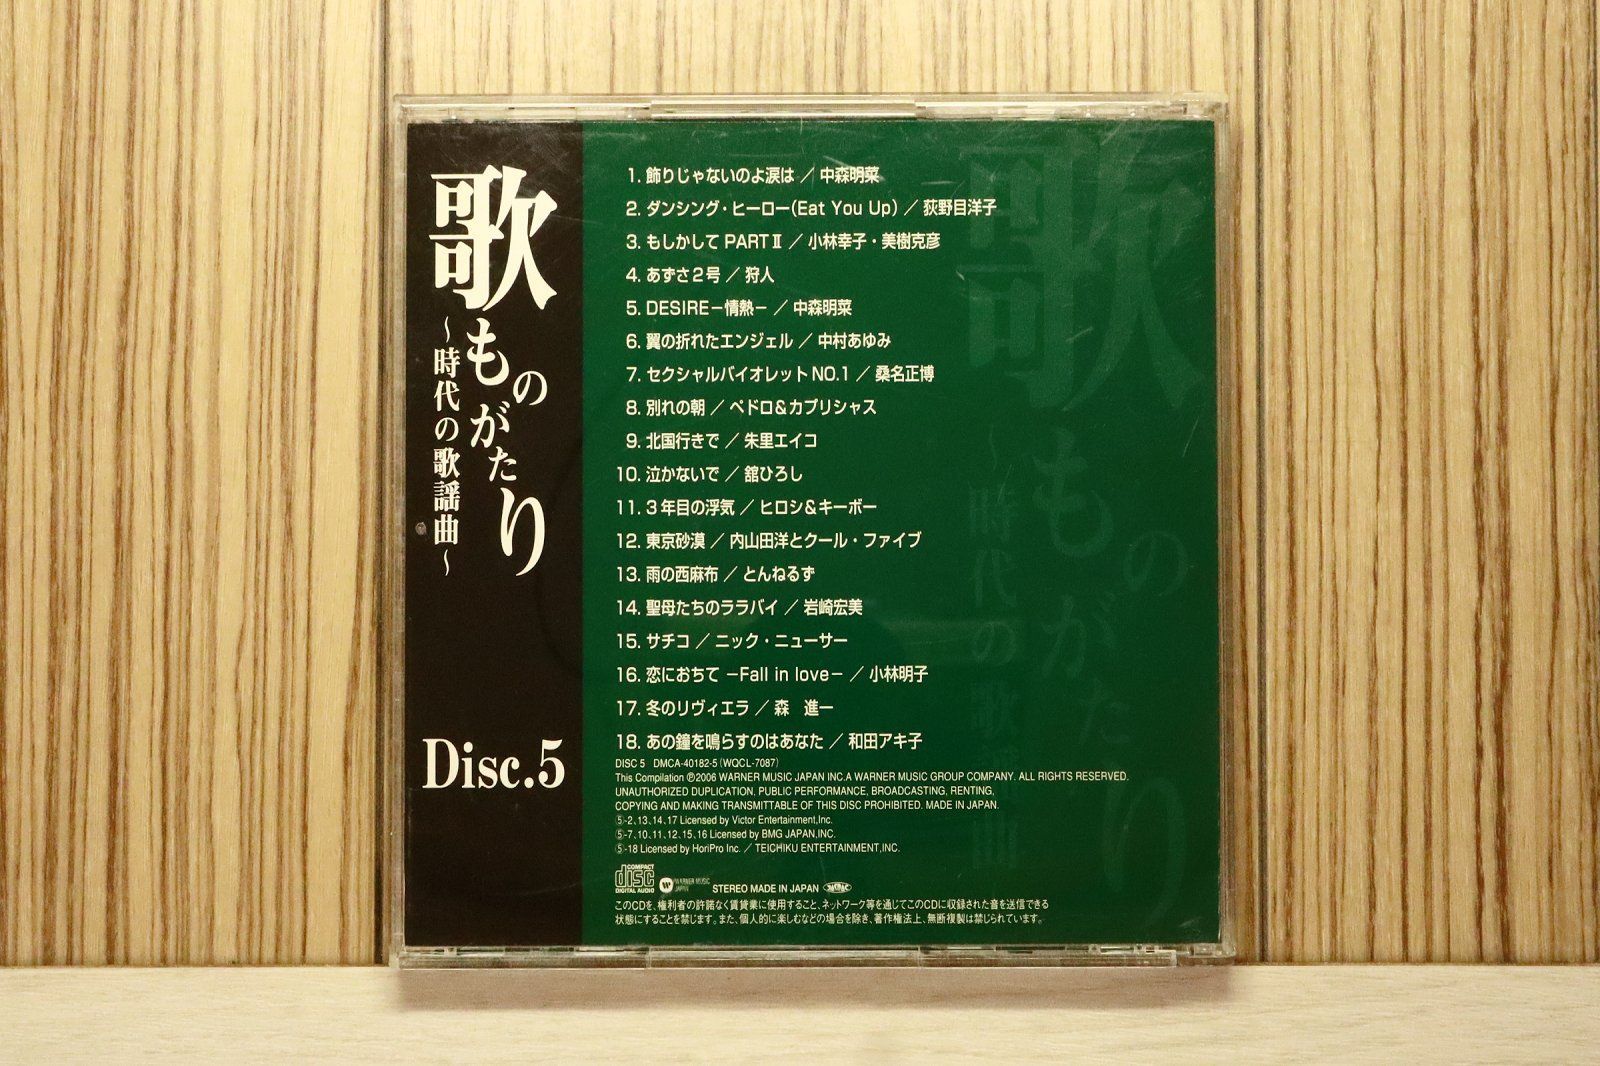 歌ものがたり
〜時代の歌謡曲〜
Disc.5
1. 飾りじゃないのよ涙は ／ 中森明菜
2. ダンシング・ヒーロー(Eat You Up) ／ 荻野目洋子
3. もしかして PARTⅡ ／ 小林幸子・美樹克彦
4. あずさ２号 ／ 狩人
5. DESIRE－情熱－ ／ 中森明菜
6. 翼の折れたエンジェル ／ 中村あゆみ
7. セクシャルバイオレットNO.1 ／ 桑名正博
8. 別れの朝 ／ ペドロ＆カプリシャス
9. 北国行きで ／ 朱里エイコ
10. 泣かないで ／ 舘ひろし
11. ３年目の浮気 ／ ヒロシ＆キーボー
12. 東京砂漠 ／ 内山田洋とクール・ファイブ
13. 雨の西麻布 ／ とんねるず
14. 聖母たちのララバイ ／ 岩崎宏美
15. サチコ ／ ニック・ニューサー
16. 恋におちて －Fall in love－ ／ 小林明子
17. 冬のリヴィエラ ／ 森　進一
18. あの鐘を鳴らすのはあなた ／ 和田アキ子
DISC 5 DMCA-40182-5 (WQCL-7087)
This Compilation ℗2006 WARNER MUSIC JAPAN INC.A WARNER MUSIC GROUP COMPANY. ALL RIGHTS RESERVED.
UNAUTHORIZED DUPLICATION, PUBLIC PERFORMANCE, BROADCASTING, RENTING,
COPYING AND MAKING TRANSMITTABLE OF THIS DISC PROHIBITED. MADE IN JAPAN.
⑤-2、13、14、17 Licensed by Victor Entertainment,Inc.
⑤-7、10、11、12、15、16 Licensed by BMG JAPAN,INC.
⑤-18 Licensed by HoriPro Inc. ／ TEICHIKU ENTERTAINMENT,INC.
COMPACT disc DIGITAL AUDIO WARNER MUSIC JAPAN STEREO MADE IN JAPAN
このCDを、権利者の許諾なく賃貸業に使用すること、ネットワーク等を通じてこのCDに収録された音を送信できる
状態にすることを禁じます。また、個人的に楽しむなどの場合を除き、著作権法上、無断複製は禁じられています。
歌ものがたり
〜時代の歌謡曲